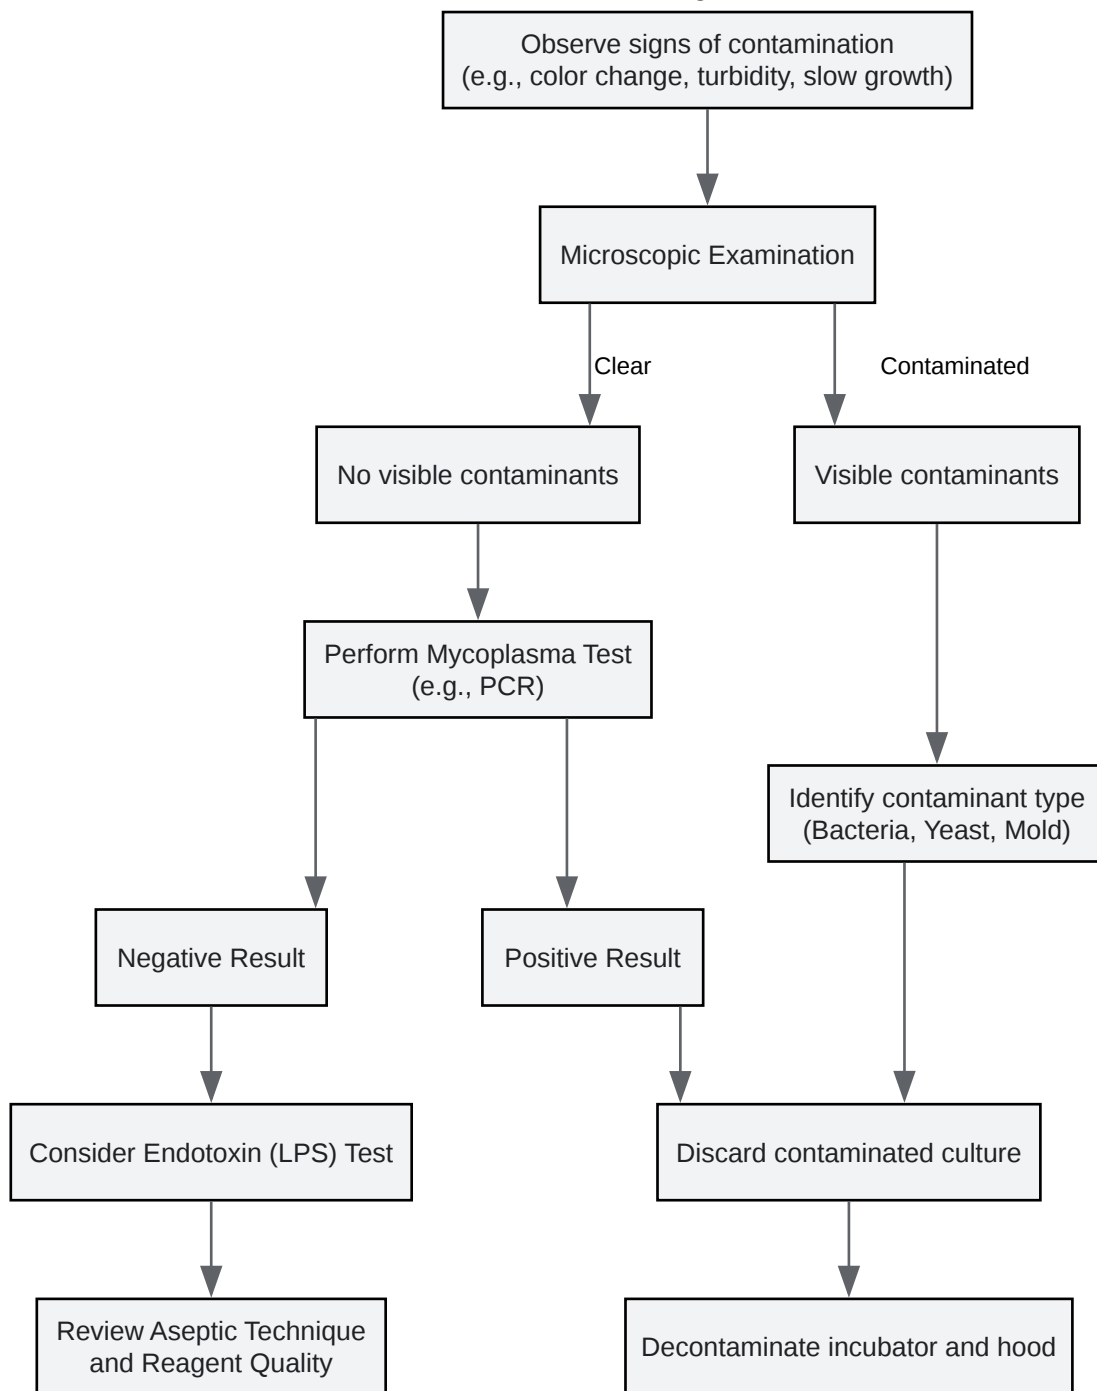 Observe signs of contamination
(e.g., color change, turbidity, slow growth)
Microscopic Examination
Clear
Contaminated
No visible contaminants
Visible contaminants
Perform Mycoplasma Test
(e.g., PCR)
Identify contaminant type
(Bacteria, Yeast, Mold)
Negative Result
Positive Result
Consider Endotoxin (LPS) Test
Discard contaminated culture
Review Aseptic Technique
and Reagent Quality
Decontaminate incubator and hood